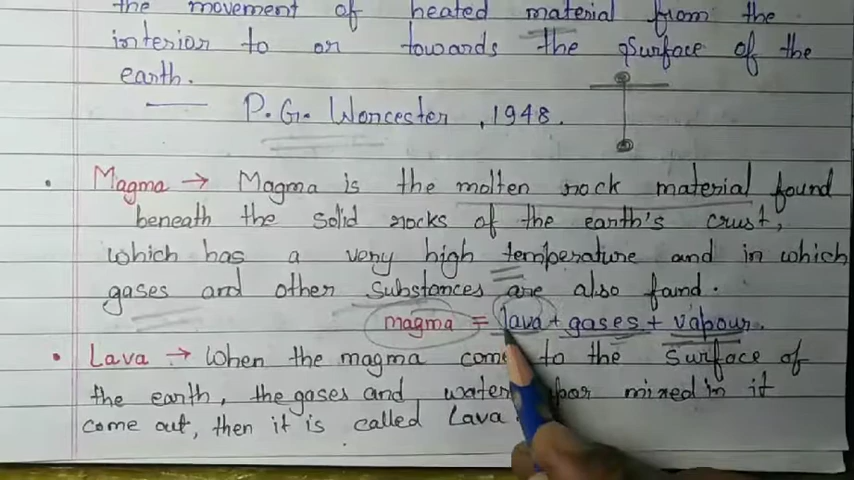 the movement of heated material from the
interior to or towards the surface of the
earth.
— P. G. Worcester, 1948.
• Magma → Magma is the molten rock material found
beneath the solid rocks of the earth's crust,
which has a very high temperature and in which
gases and other substances are also fand.
magma = lava + gases + vapour.
• Lava → When the magma come to the surface of
the earth, the gases and water mixed in it
come out, then it is called Lava